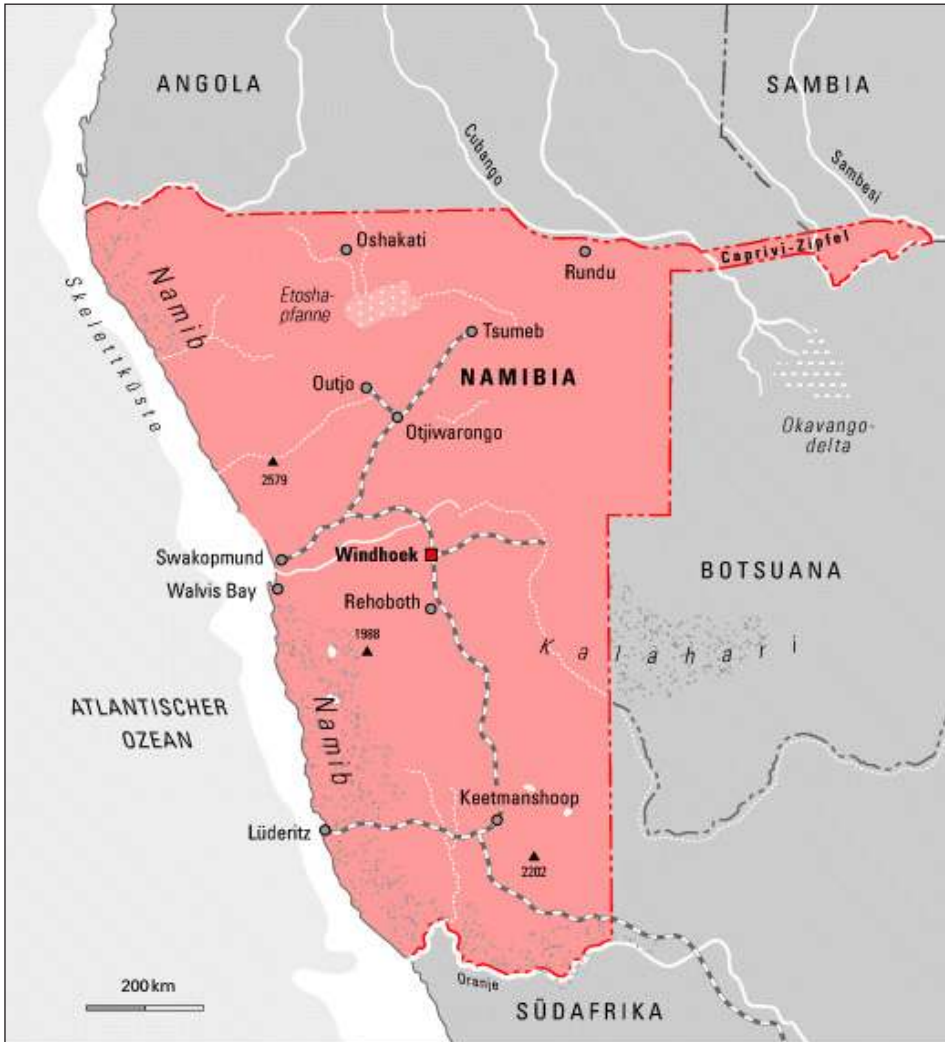 ANGOLA
SAMBIA
Cubango
Sambesi
Caprivi-Zipfel
Oshakati
Rundu
Namib
Etosha-
pfanne
Skelettküste
Tsumeb
Outjo
NAMIBIA
Otjiwarongo
Okavango-
delta
2579
Swakopmund
Windhoek
BOTSUANA
Walvis Bay
Rehoboth
1988
Kalahari
Namib
ATLANTISCHER
OZEAN
Keetmanshoop
Lüderitz
2202
Oranje
200 km
SÜDAFRIKA